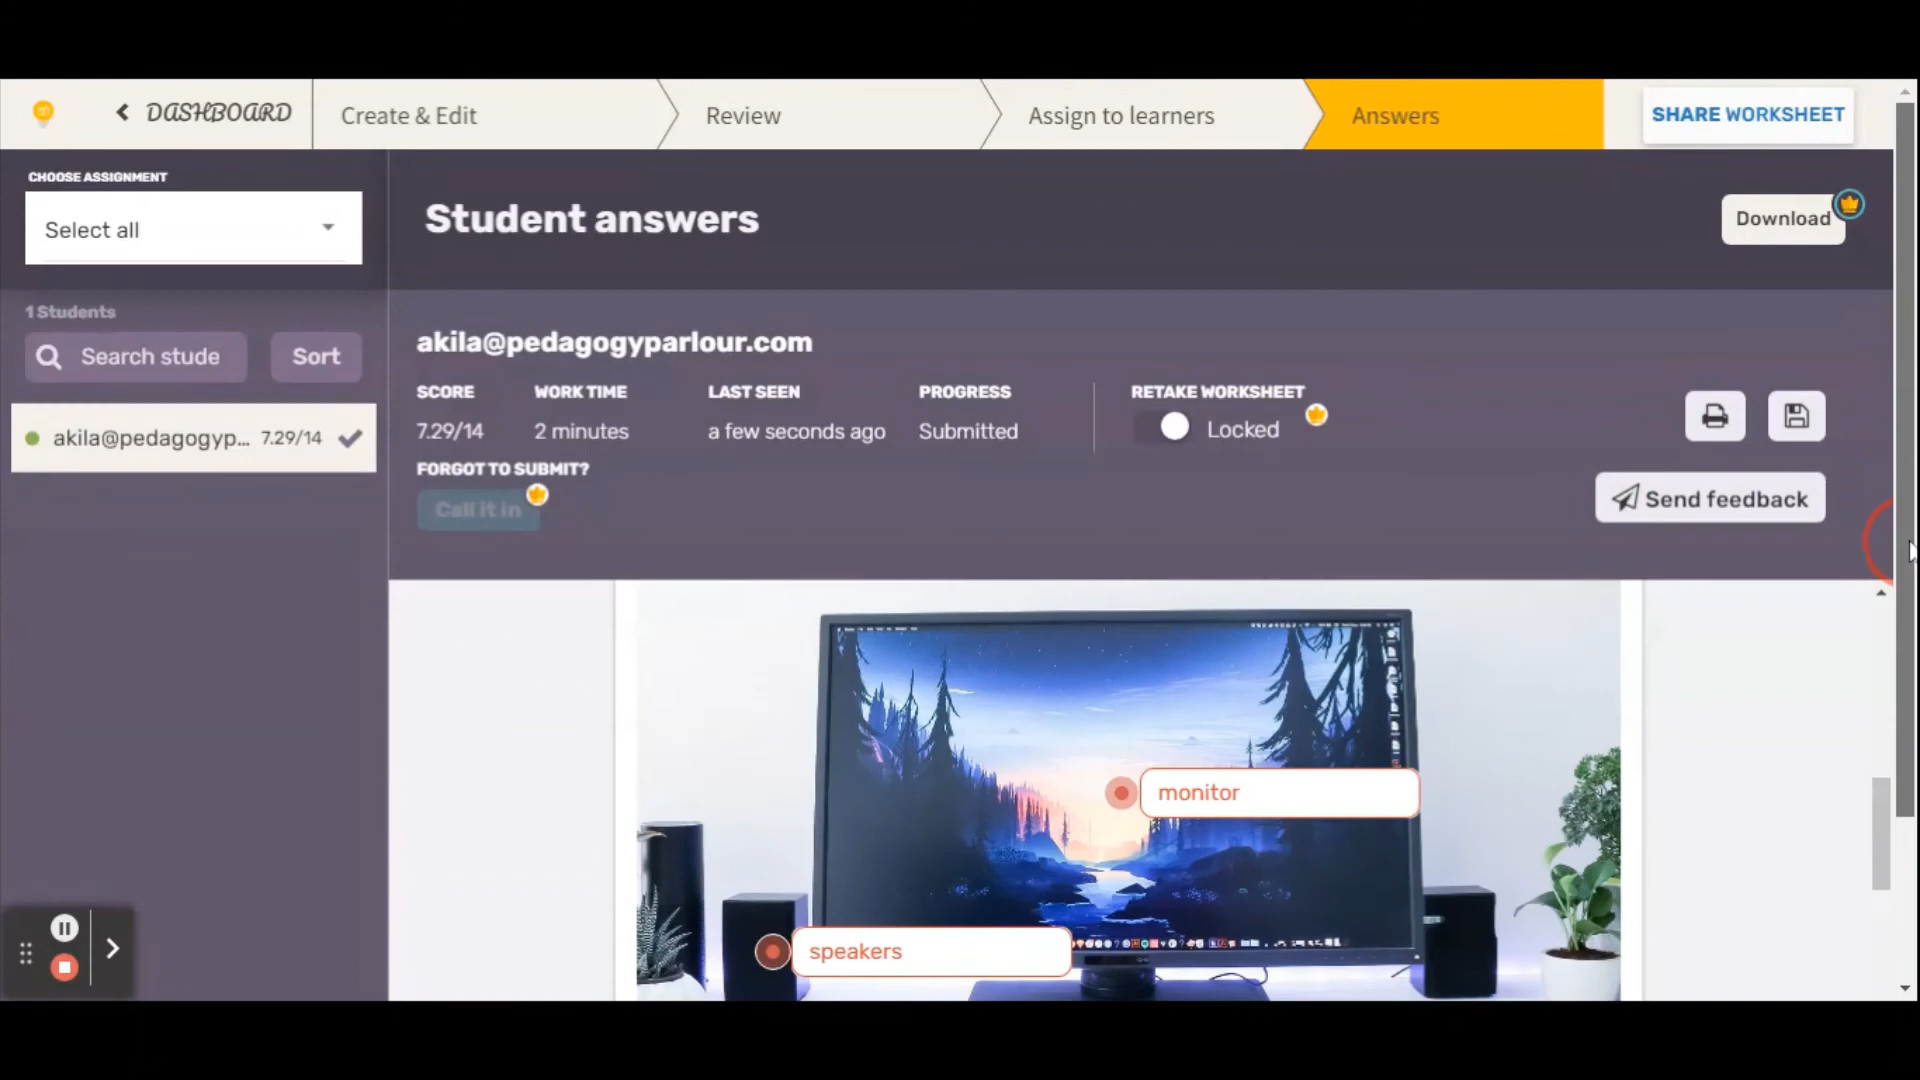 DASHBOARD
Create & Edit
Review
Assign to learners
Answers
SHARE WORKSHEET
CHOOSE ASSIGNMENT
Select all
Student answers
Download
1 Students
Search stude
Sort
akila@pedagogyp... 7.29/14
akila@pedagogyparlour.com
SCORE
WORK TIME
LAST SEEN
PROGRESS
RETAKE WORKSHEET
7.29/14
2 minutes
a few seconds ago
Submitted
Locked
FORGOT TO SUBMIT?
Call it in
Send feedback
monitor
speakers